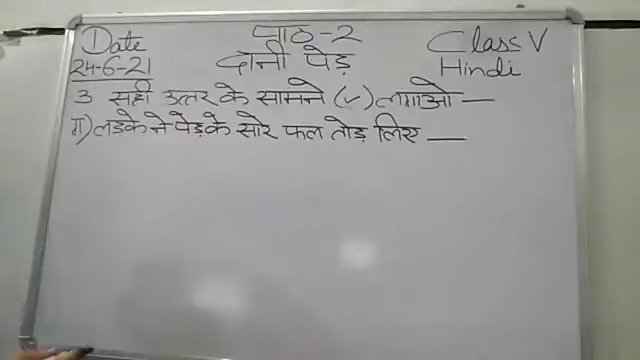 Date पाठ-2 Class V
24-6-21 दानी पेड़ Hindi
3 सही उत्तर के सामने (✓) लगाओ —
ग) लड़के ने पेड़ के सारे फल तोड़ लिए —